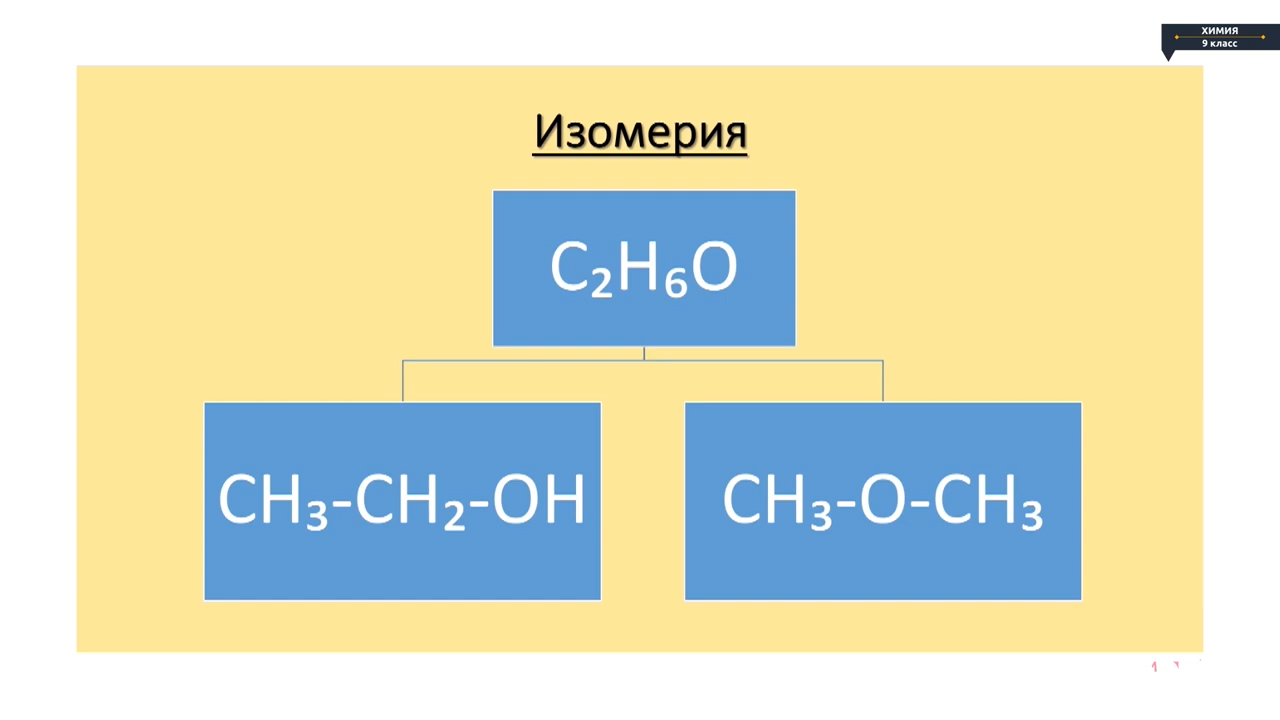 ХИМИЯ
9 класс
Изомерия
C₂H₆O
CH₃-CH₂-OH
CH₃-O-CH₃